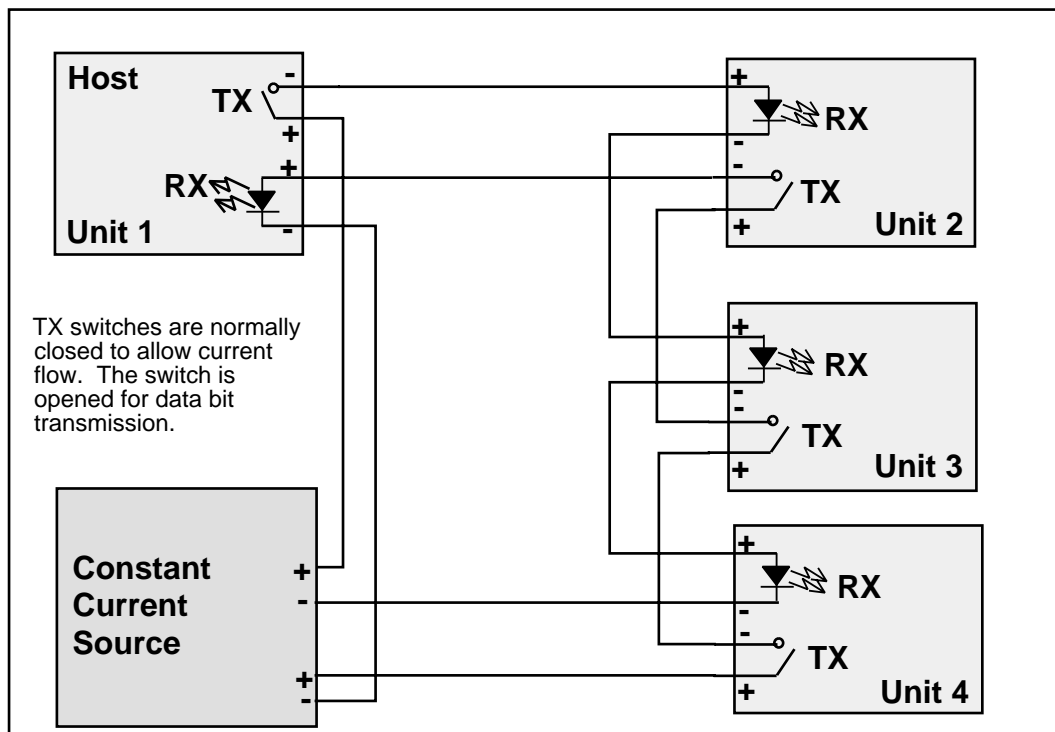 Host
-
TX
+
+
RX
-
Unit 1
+
RX
-
-
TX
+
Unit 2
TX switches are normally
closed to allow current
flow. The switch is
opened for data bit
transmission.
+
RX
-
-
TX
+
Unit 3
Constant
Current
Source
+
-
+
-
+
RX
-
-
TX
+
Unit 4